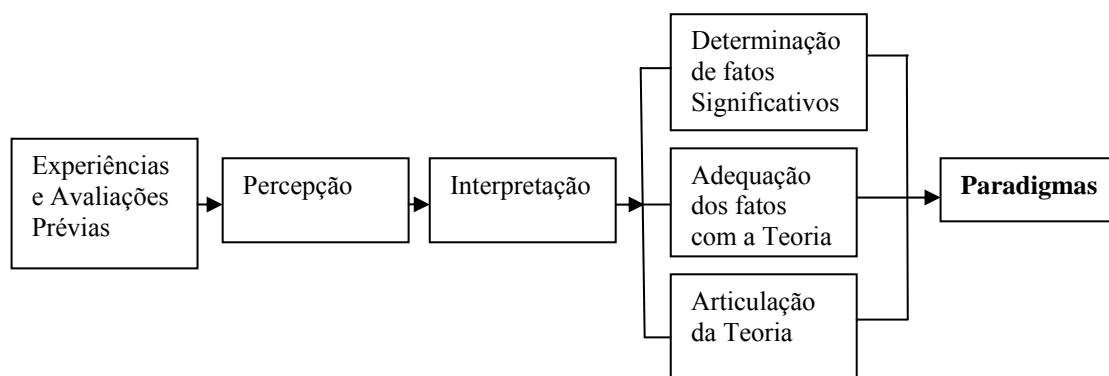 Experiências
e Avaliações
Prévias
Percepção
Interpretação
Determinação
de fatos
Significativos
Adequação
dos fatos
com a Teoria
Articulação
da Teoria
Paradigmas